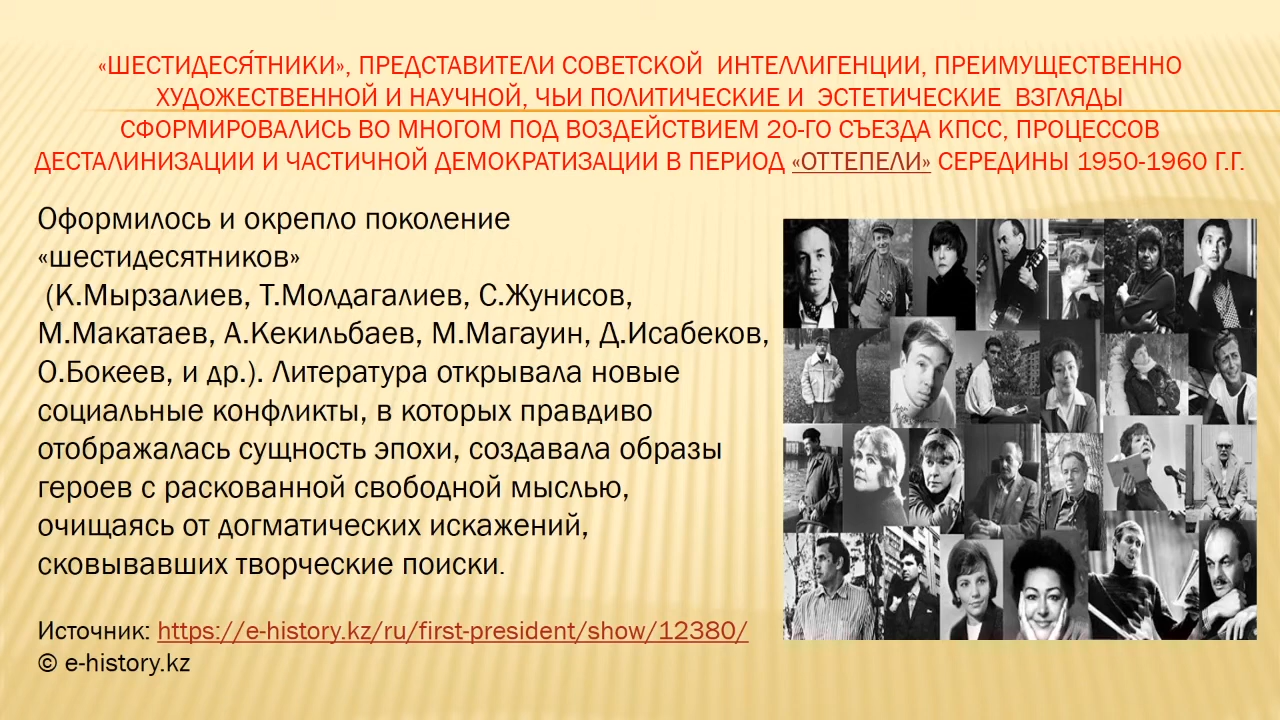 «ШЕСТИДЕСЯ́ТНИКИ», ПРЕДСТАВИТЕЛИ СОВЕТСКОЙ ИНТЕЛЛИГЕНЦИИ, ПРЕИМУЩЕСТВЕННО
ХУДОЖЕСТВЕННОЙ И НАУЧНОЙ, ЧЬИ ПОЛИТИЧЕСКИЕ И ЭСТЕТИЧЕСКИЕ ВЗГЛЯДЫ
СФОРМИРОВАЛИСЬ ВО МНОГОМ ПОД ВОЗДЕЙСТВИЕМ 20-ГО СЪЕЗДА КПСС, ПРОЦЕССОВ
ДЕСТАЛИНИЗАЦИИ И ЧАСТИЧНОЙ ДЕМОКРАТИЗАЦИИ В ПЕРИОД «ОТТЕПЕЛИ» СЕРЕДИНЫ 1950-1960 Г.Г.
Оформилось и окрепло поколение
«шестидесятников»
(К.Мырзалиев, Т.Молдагалиев, С.Жунисов,
М.Макатаев, А.Кекильбаев, М.Магауин, Д.Исабеков,
О.Бокеев, и др.). Литература открывала новые
социальные конфликты, в которых правдиво
отображалась сущность эпохи, создавала образы
героев с раскованной свободной мыслью,
очищаясь от догматических искажений,
сковывавших творческие поиски.
Источник: https://e-history.kz/ru/first-president/show/12380/
© e-history.kz